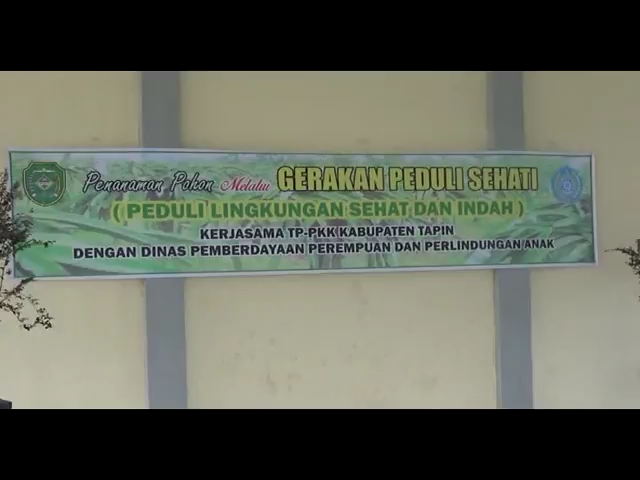 Penanaman Pohon Melalui GERAKAN PEDULI SEHATI
( PEDULI LINGKUNGAN SEHAT DAN INDAH )
KERJASAMA TP-PKK KABUPATEN TAPIN
DENGAN DINAS PEMBERDAYAAN PEREMPUAN DAN PERLINDUNGAN ANAK